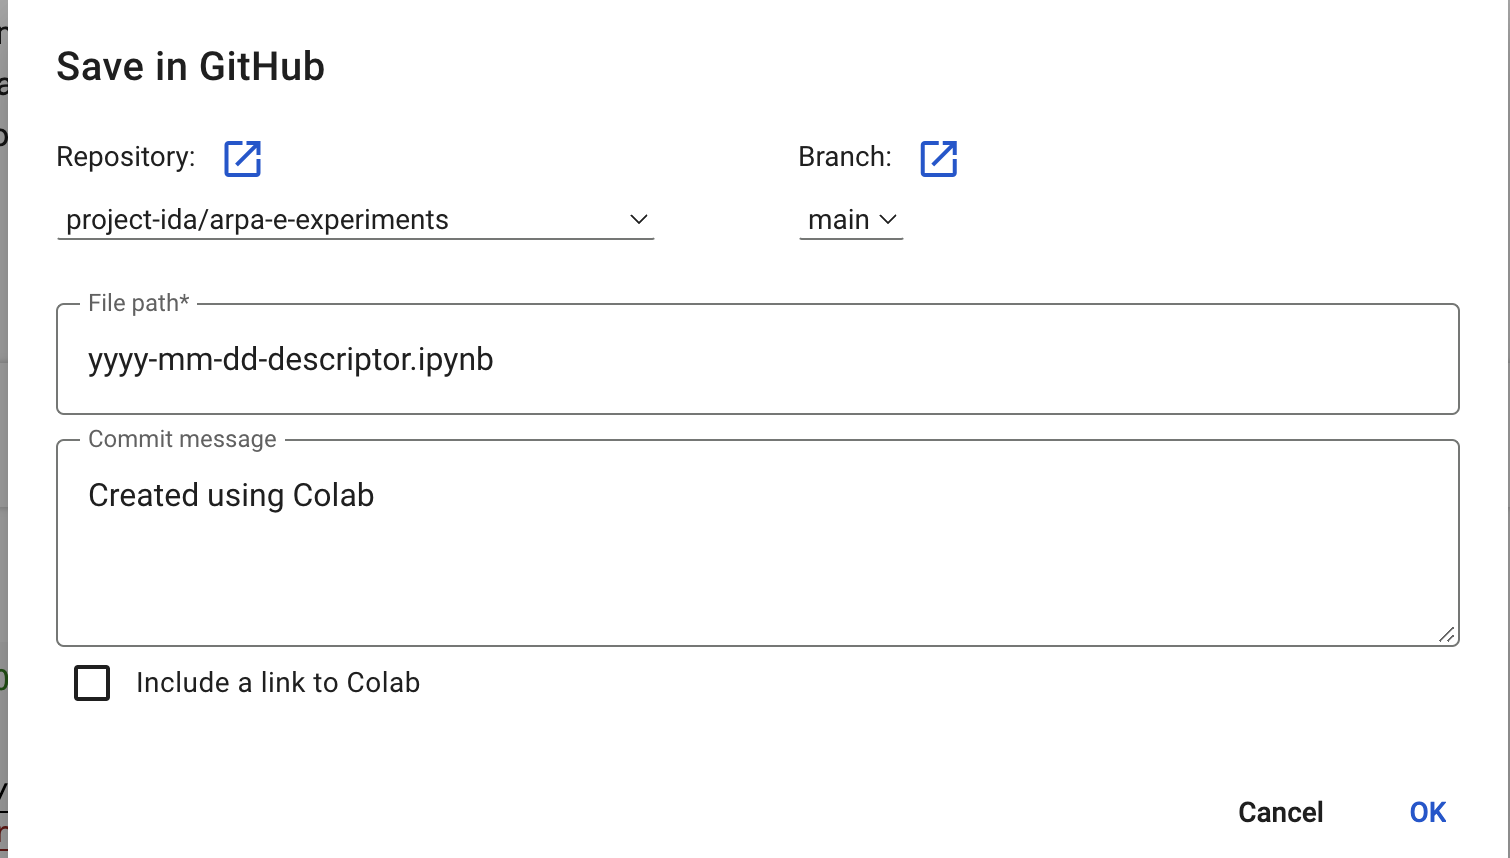 Save in GitHub
Repository:
Branch:
project-ida/arpa-e-experiments
main
File path*
yyyy-mm-dd-descriptor.ipynb
Commit message
Created using Colab
Include a link to Colab
Cancel
OK